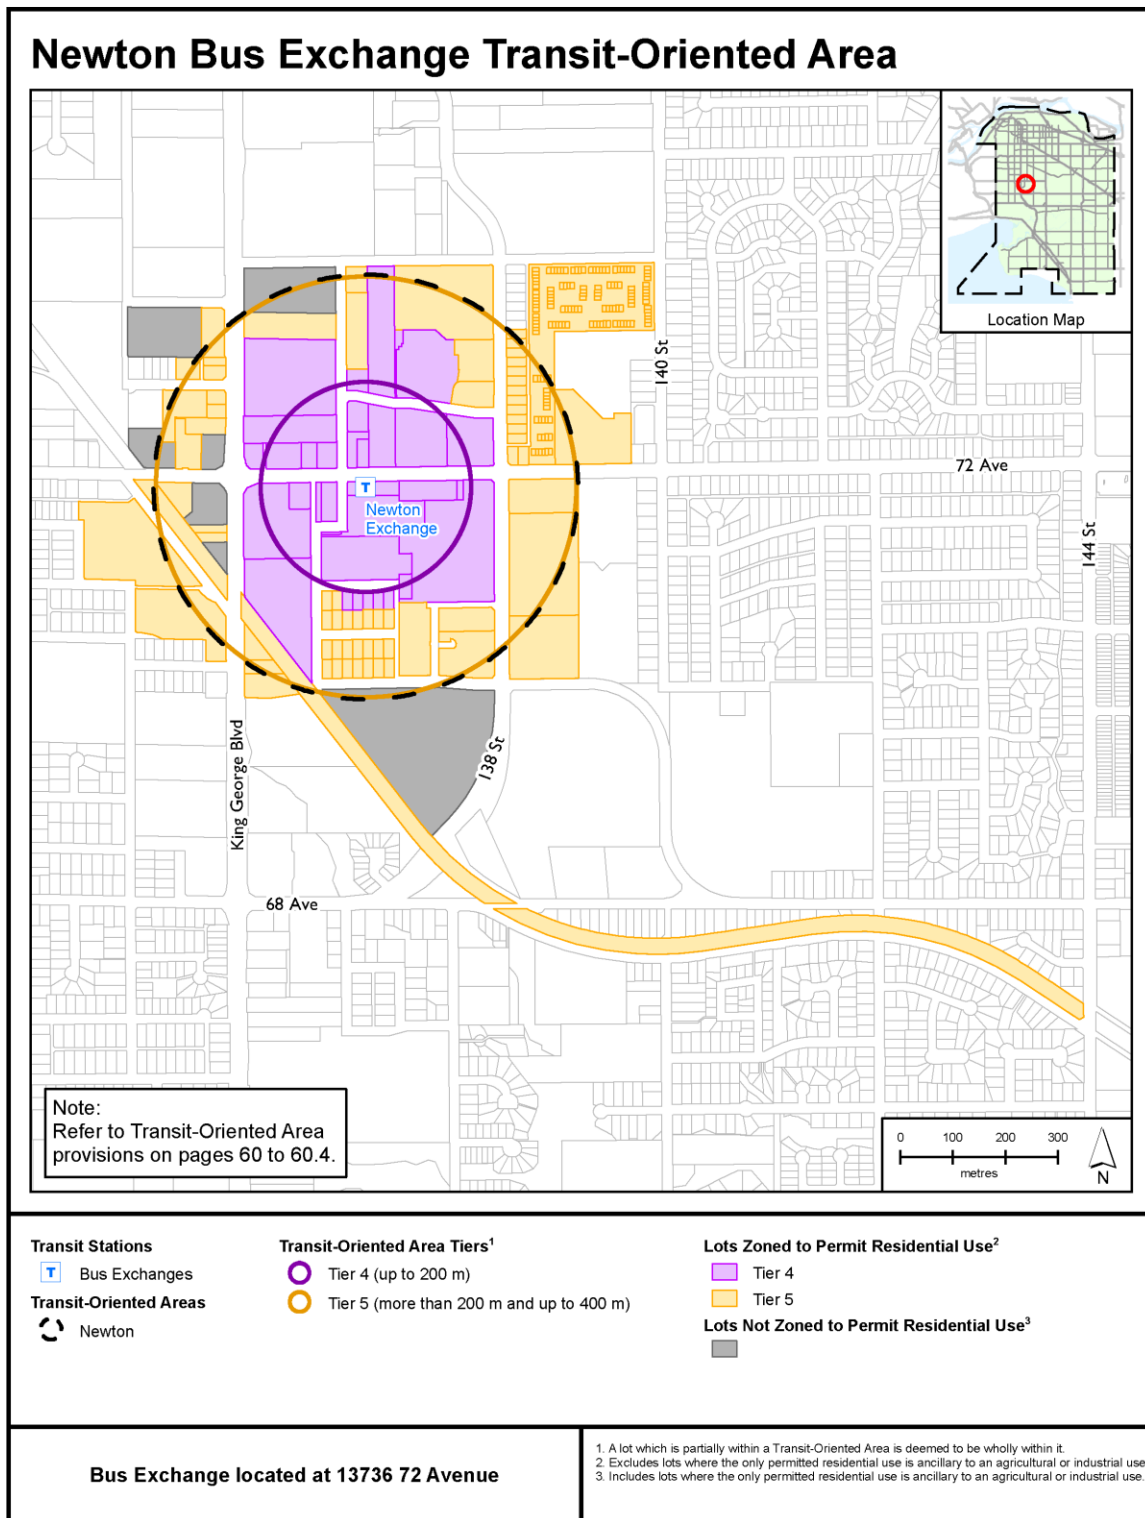 Newton Bus Exchange Transit-Oriented Area
Location Map
140 St
72 Ave
144 St
T
Newton
Exchange
King George Blvd
138 St
68 Ave
Note:
Refer to Transit-Oriented Area
provisions on pages 60 to 60.4.
0 100 200 300
metres
N
Transit Stations
T Bus Exchanges
Transit-Oriented Areas
Newton
Transit-Oriented Area Tiers1
Tier 4 (up to 200 m)
Tier 5 (more than 200 m and up to 400 m)
Lots Zoned to Permit Residential Use2
Tier 4
Tier 5
Lots Not Zoned to Permit Residential Use3
Bus Exchange located at 13736 72 Avenue
1. A lot which is partially within a Transit-Oriented Area is deemed to be wholly within it.
2. Excludes lots where the only permitted residential use is ancillary to an agricultural or industrial use
3. Includes lots where the only permitted residential use is ancillary to an agricultural or industrial use.